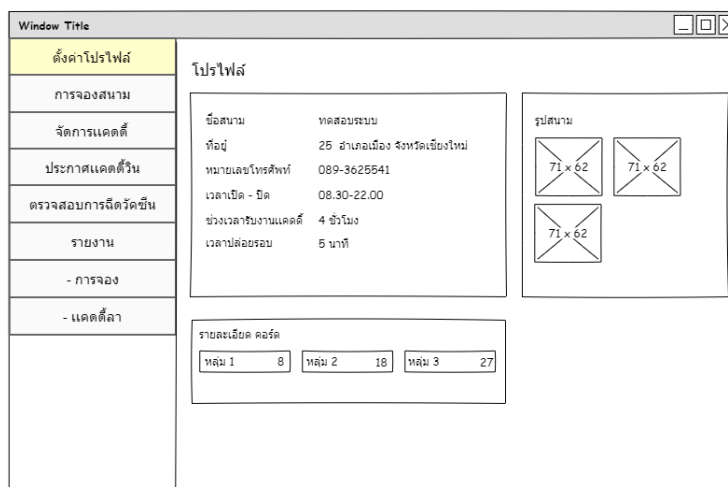 Window Title
ตั้งค่าโปรไฟล์
การจองสนาม
จัดการแคดดี้
ประกาศแคดดี้วิน
ตรวจสอบการฉีดวัคซีน
รายงาน
- การจอง
- แคดดี้ลา
โปรไฟล์
ชื่อสนาม ทดสอบระบบ
ที่อยู่ 25 อำเภอเมือง จังหวัดเชียงใหม่
หมายเลขโทรศัพท์ 089-3625541
เวลาเปิด - ปิด 08.30-22.00
ช่วงเวลารับงานแคดดี้ 4 ชั่วโมง
เวลาปล่อยรอบ 5 นาที
รูปสนาม
71 x 62 71 x 62
71 x 62
รายละเอียด คอร์ด
หลุ่ม 1 8 หลุ่ม 2 18 หลุ่ม 3 27